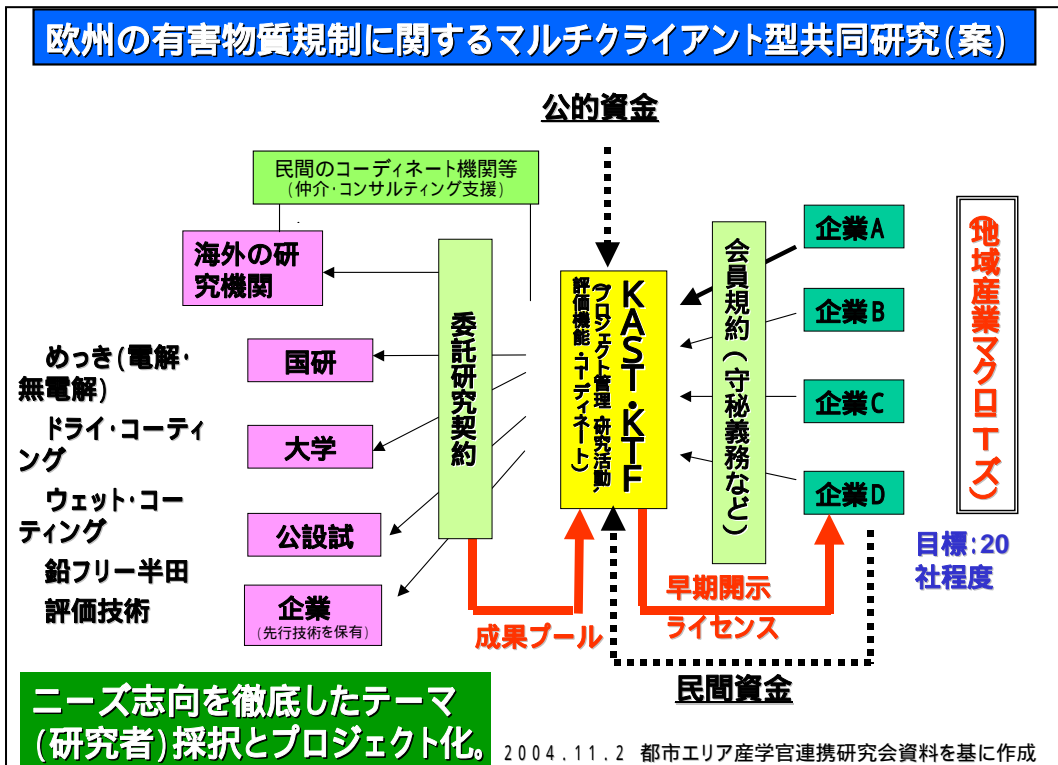 欧州の有害物質規制に関するマルチクライアント型共同研究(案)
公的資金
民間のコーディネート機関等
(仲介・コンサルティング支援)
海外の研
究機関
国研
大学
公設試
企業
(先行技術を保有)
めっき(電解・
無電解)
ドライ・コーティ
ング
ウェット・コー
ティング
鉛フリー半田
評価技術
委託研究契約
KAST・KTF
(プロジェクト管理、研究活動、
評価機能・コーディネート)
会員規約(守秘義務など)
企業A
企業B
企業C
企業D
(地域産業マクロニーズ)
目標:20
社程度
成果プール
早期開示
ライセンス
民間資金
ニーズ志向を徹底したテーマ
(研究者)採択とプロジェクト化。
2004.11.2 都市エリア産学官連携研究会資料を基に作成